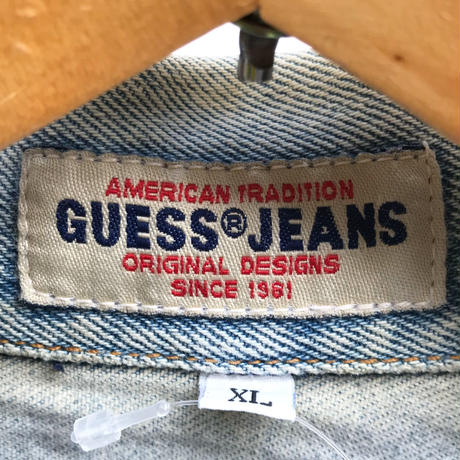 AMERICAN TRADITION
GUESS® JEANS
ORIGINAL DESIGNS
SINCE 1981
XL